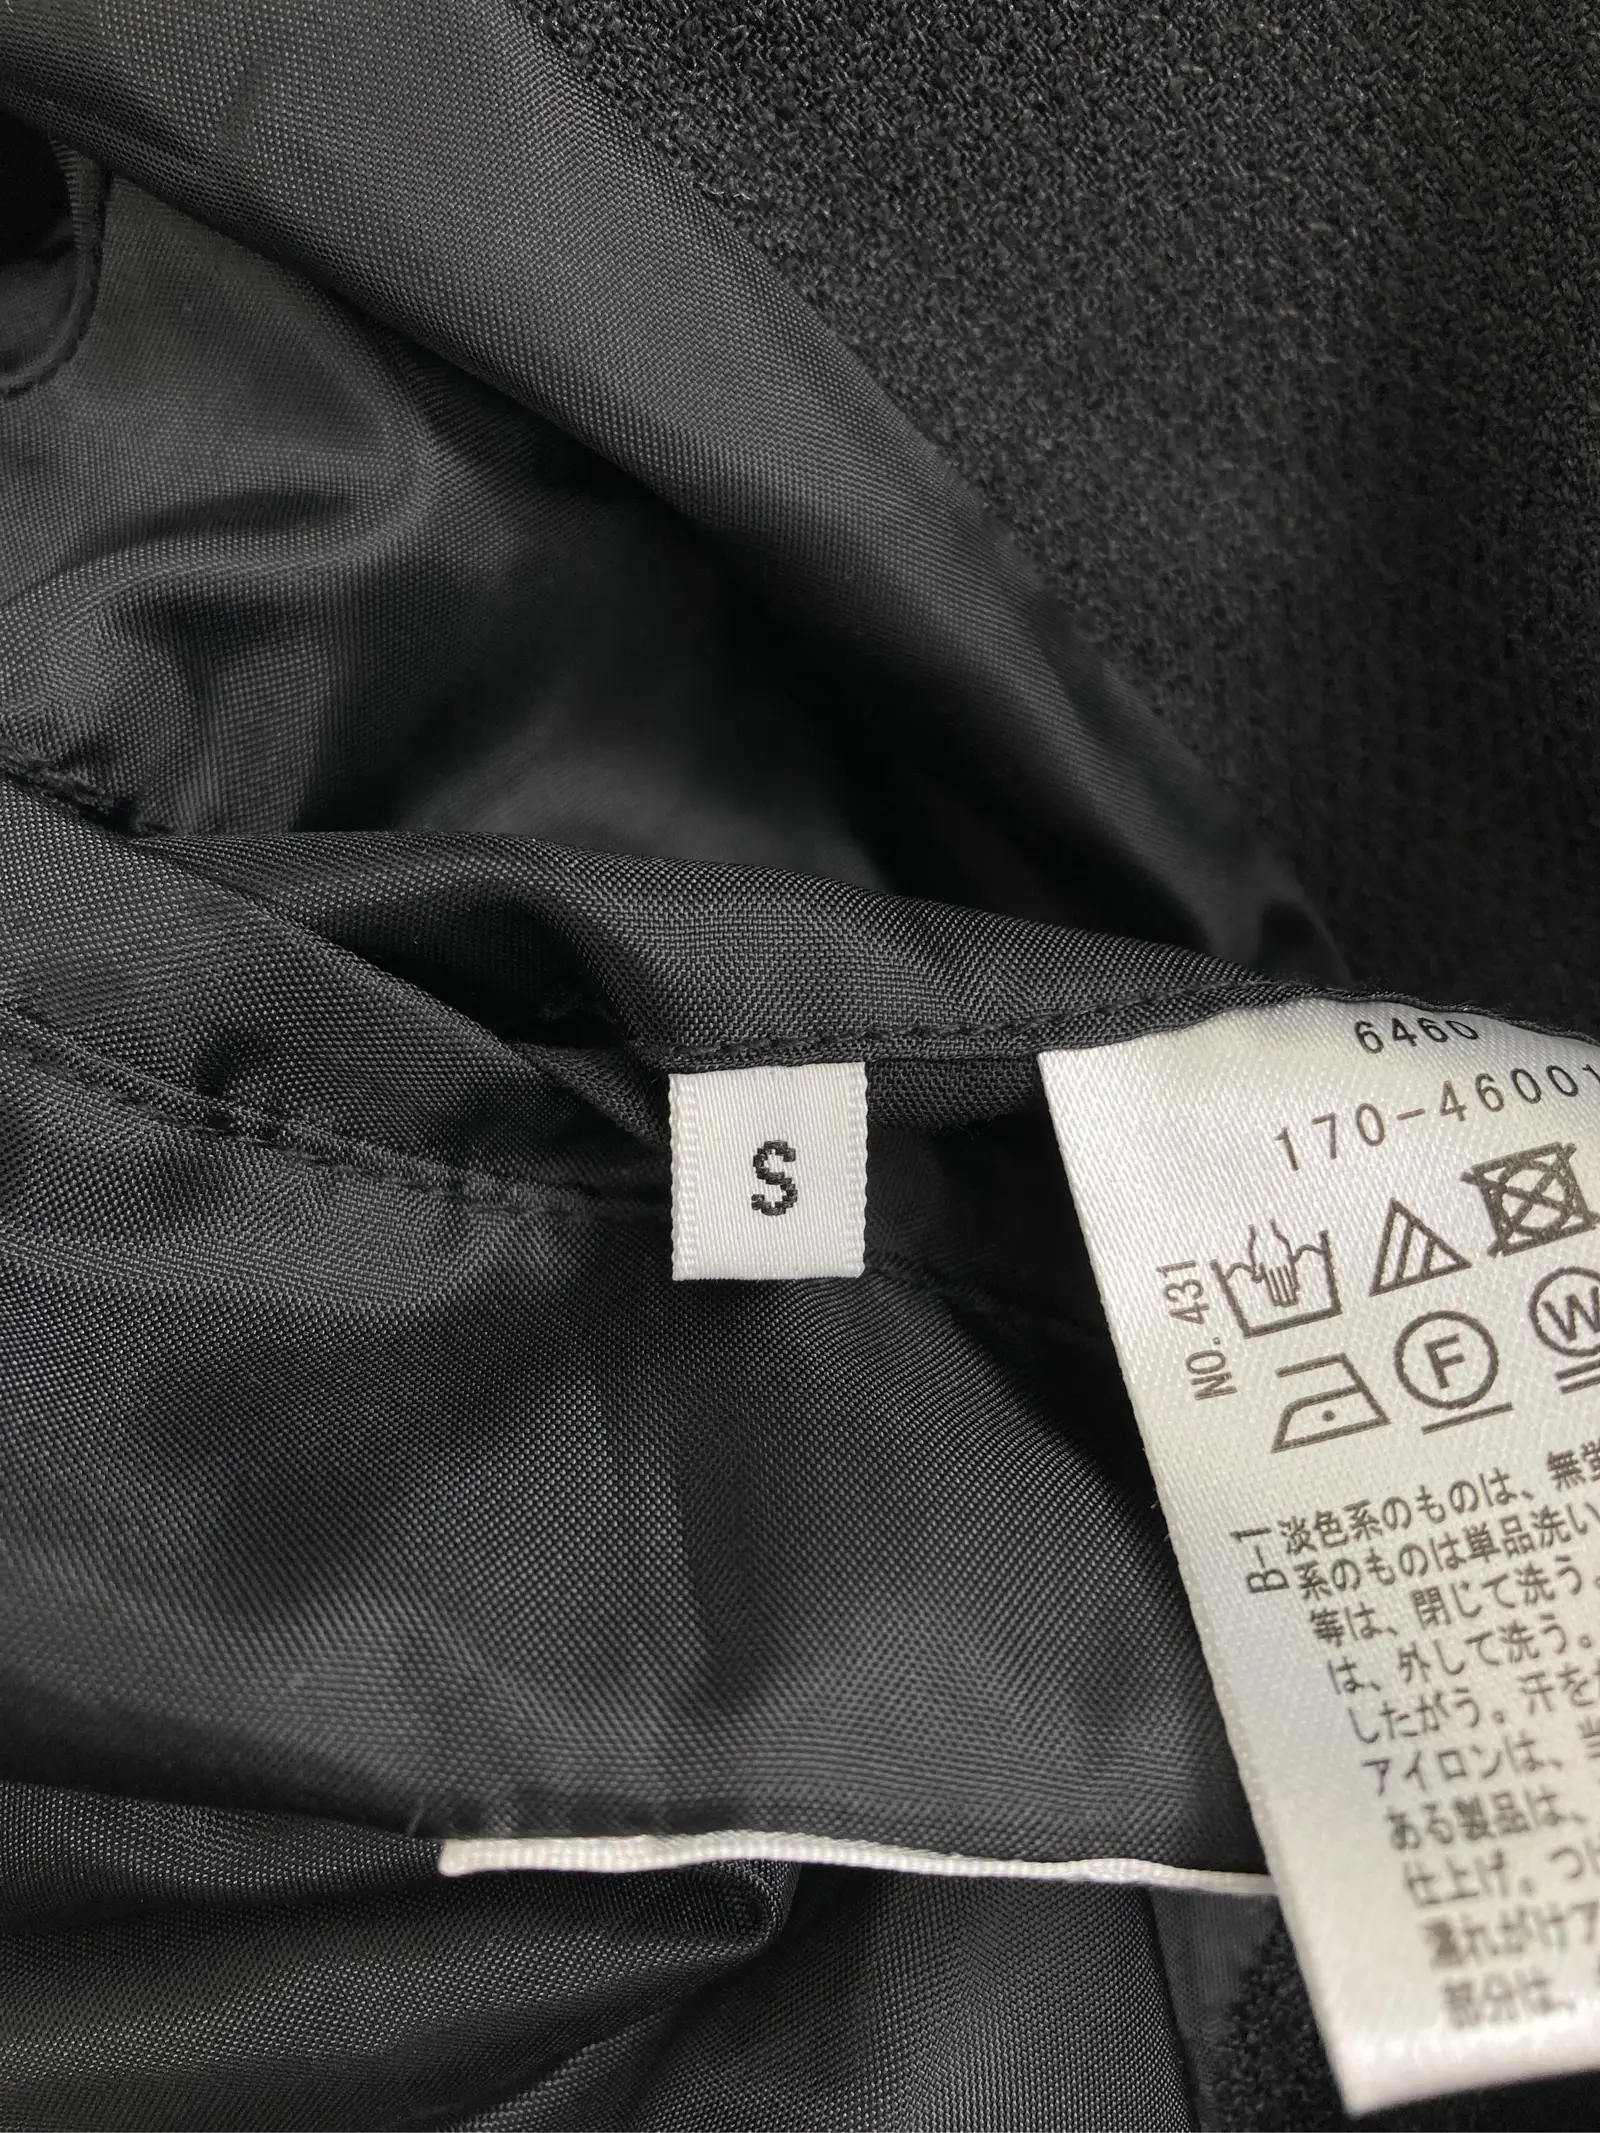 S
6460
170-46001
NO. 431
F
W
B-1
淡色系のものは、無蛍
系のものは単品洗い
等は、閉じて洗う。
は、外して洗う。
したがう。汗を
アイロンは、当
ある製品は、
仕上げ。つけ
濡れがけア
部分は、